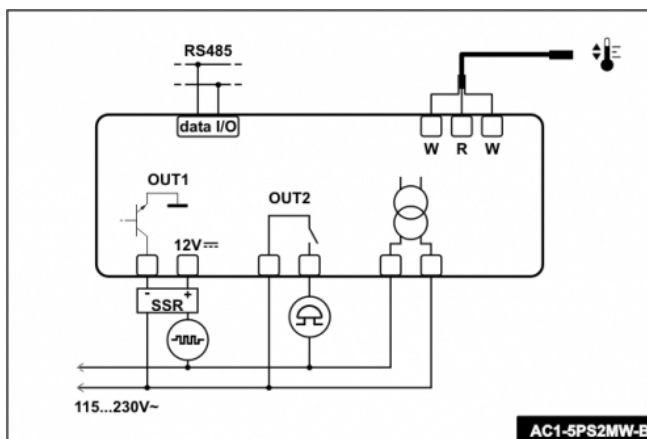 RS485
data I/O
W R W
OUT1
OUT2
12V⎓
- +
SSR
115...230V~
AC1-5PS2MW-B